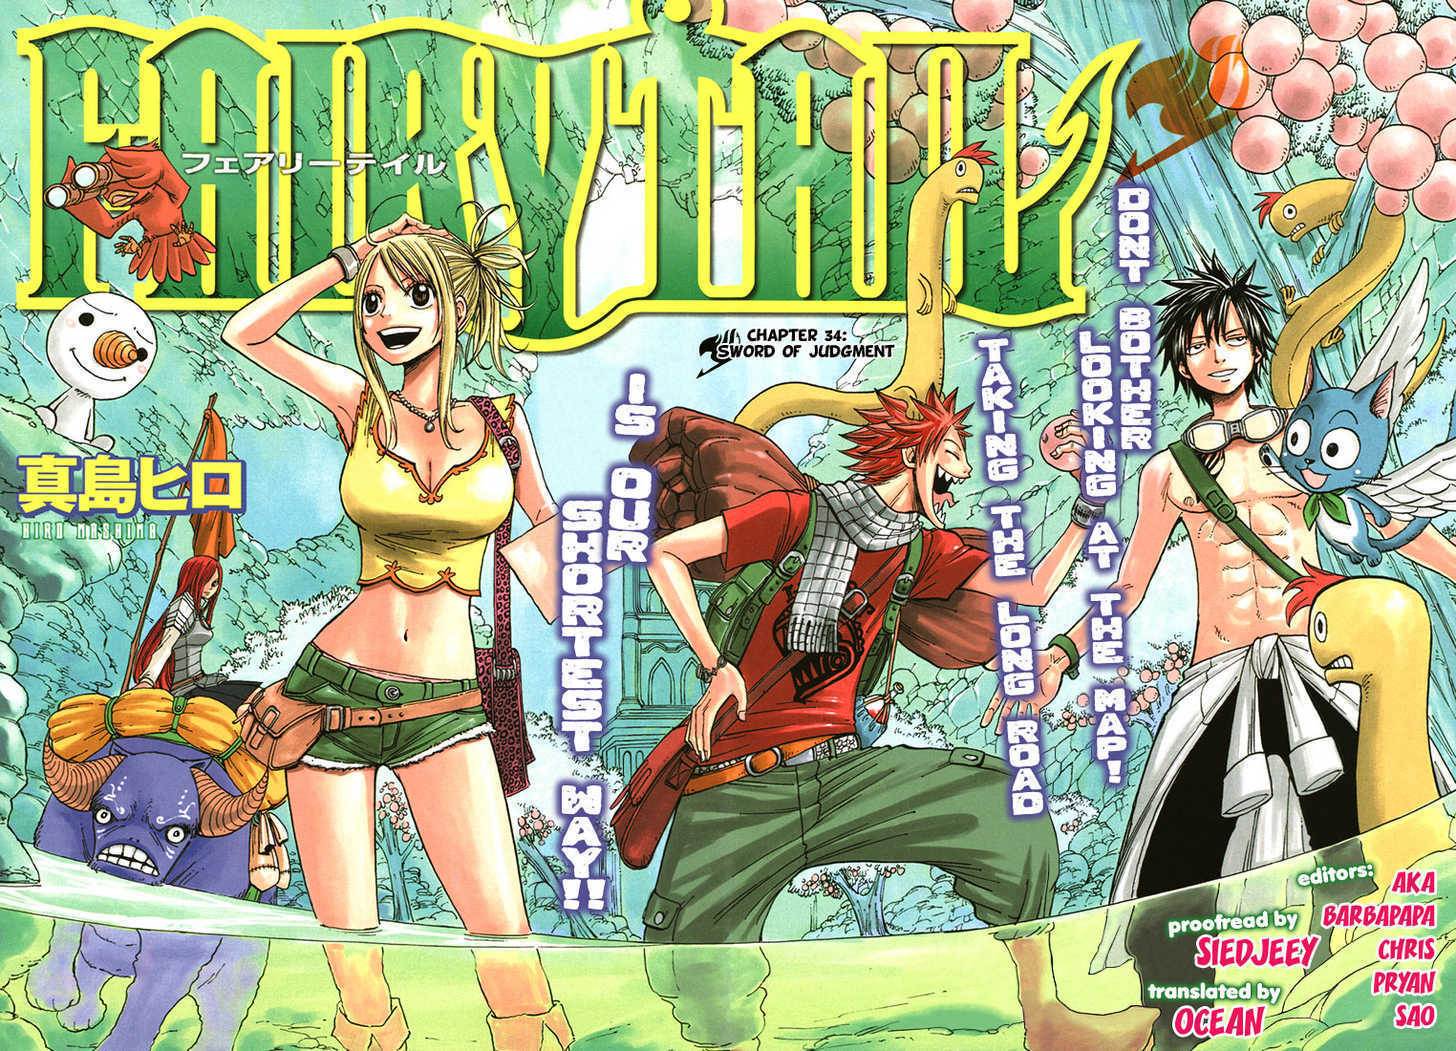 FAIRY TAIL
フェアリーテイル
CHAPTER 34:
SWORD OF JUDGMENT
DONT BOTHER
LOOKING AT THE MAP!
TAKING THE LONG ROAD
IS OUR
SHORTEST WAY!!
真島ヒロ
HIRO MASHIMA
editors:
AKA
BARBAPAPA
CHRIS
PRYAN
SAO
proofread by
SIEDJEEY
translated by
OCEAN